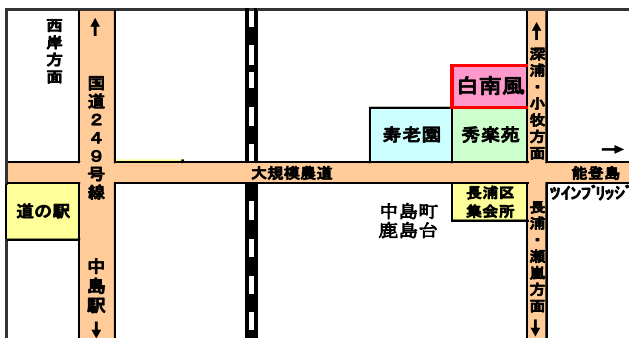 西岸方面
国道249号線
深浦・小牧方面
白南風
寿老園
秀楽苑
大規模農道
能登島
ツインブリッジ
道の駅
長浦区
集会所
中島町
鹿島台
長浦・瀬嵐方面
中島駅